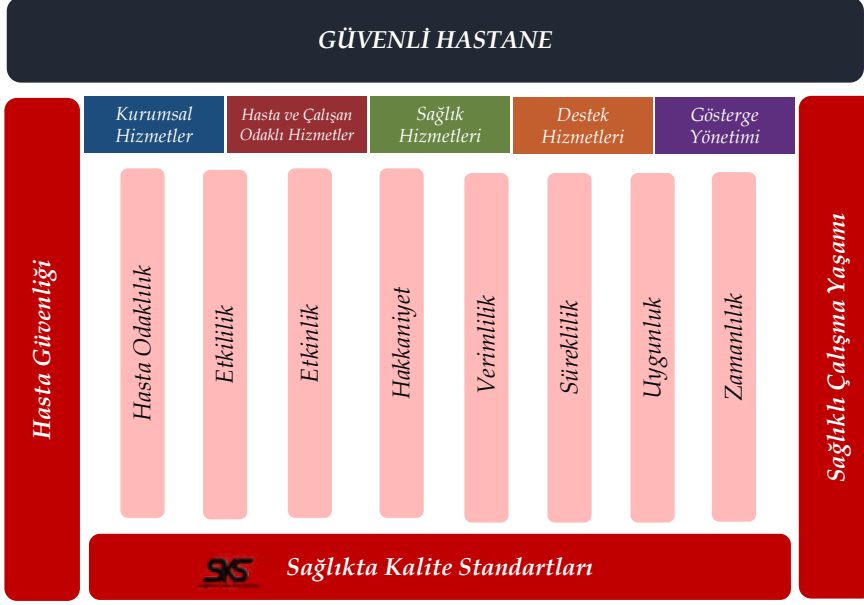 GÜVENLİ HASTANE
Kurumsal
Hizmetler
Hasta ve Çalışan
Odaklı Hizmetler
Sağlık
Hizmetleri
Destek
Hizmetleri
Gösterge
Yönetimi
Hasta Güvenliği
Hasta Odaklılık
Etkililik
Etkinlik
Hakkaniyet
Verimlilik
Süreklilik
Uygunluk
Zamanlılık
Sağlıklı Çalışma Yaşamı
SKS
Sağlıkta Kalite Standartları